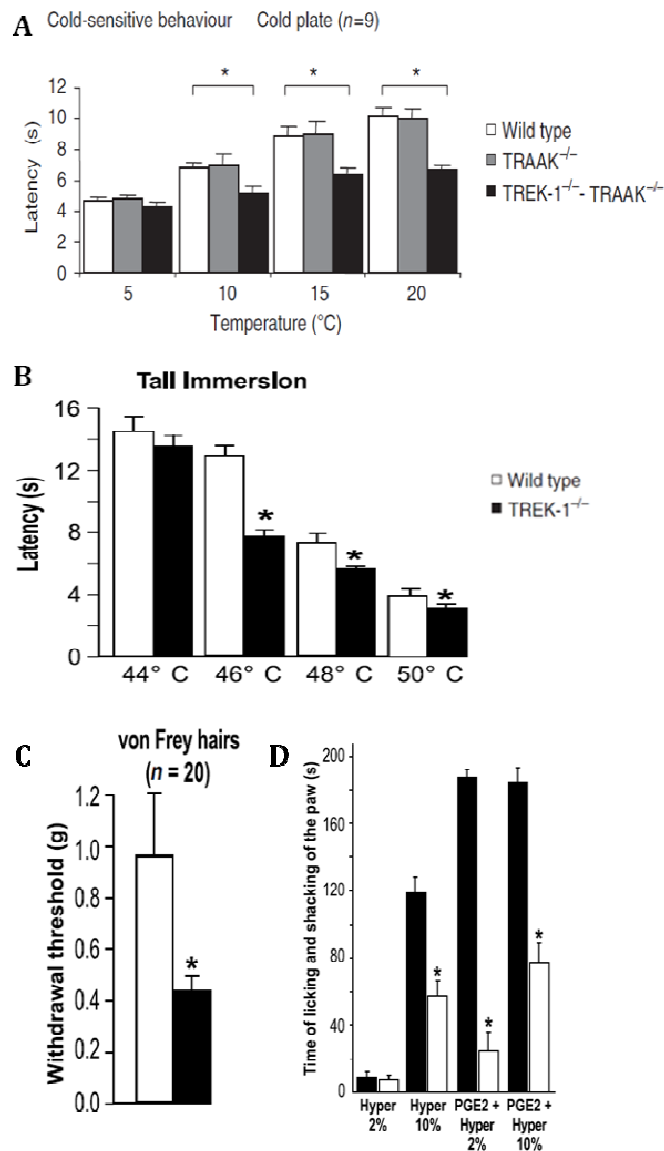 A Cold-sensitive behaviour Cold plate (n=9)
* * *
12
10
8
6
4
2
0
Latency (s)
5 10 15 20
Temperature (°C)
Wild type
TRAAK−/−
TREK-1−/−- TRAAK−/−
B Tall Immerslon
16
14
8
4
0
Latency (s)
* * *
44° C 46° C 48° C 50° C
Wild type
TREK-1−/−
C von Frey hairs
(n = 20)
1.2
1.0
0.8
0.6
0.4
0.2
0.0
Withdrawal threshold (g)
*
D
200
160
120
80
40
0
Time of licking and shacking of the paw (s)
* * *
Hyper
2%
Hyper
10%
PGE2 +
Hyper
2%
PGE2 +
Hyper
10%